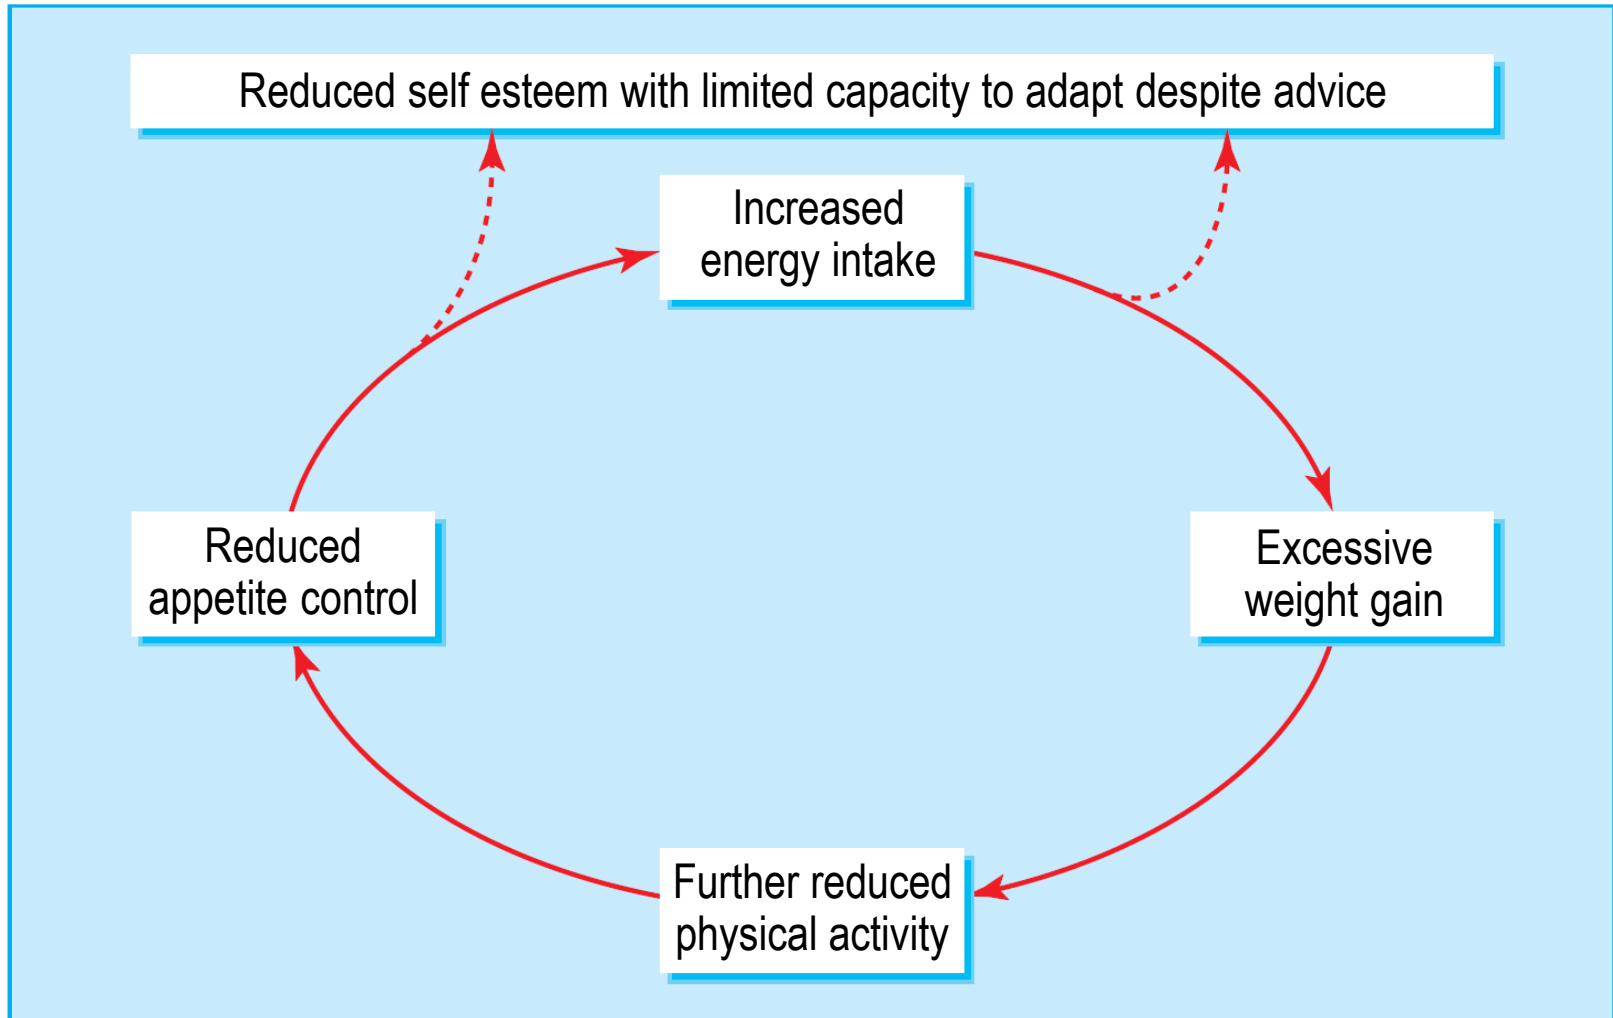 Reduced self esteem with limited capacity to adapt despite advice
Increased
energy intake
Reduced
appetite control
Excessive
weight gain
Further reduced
physical activity